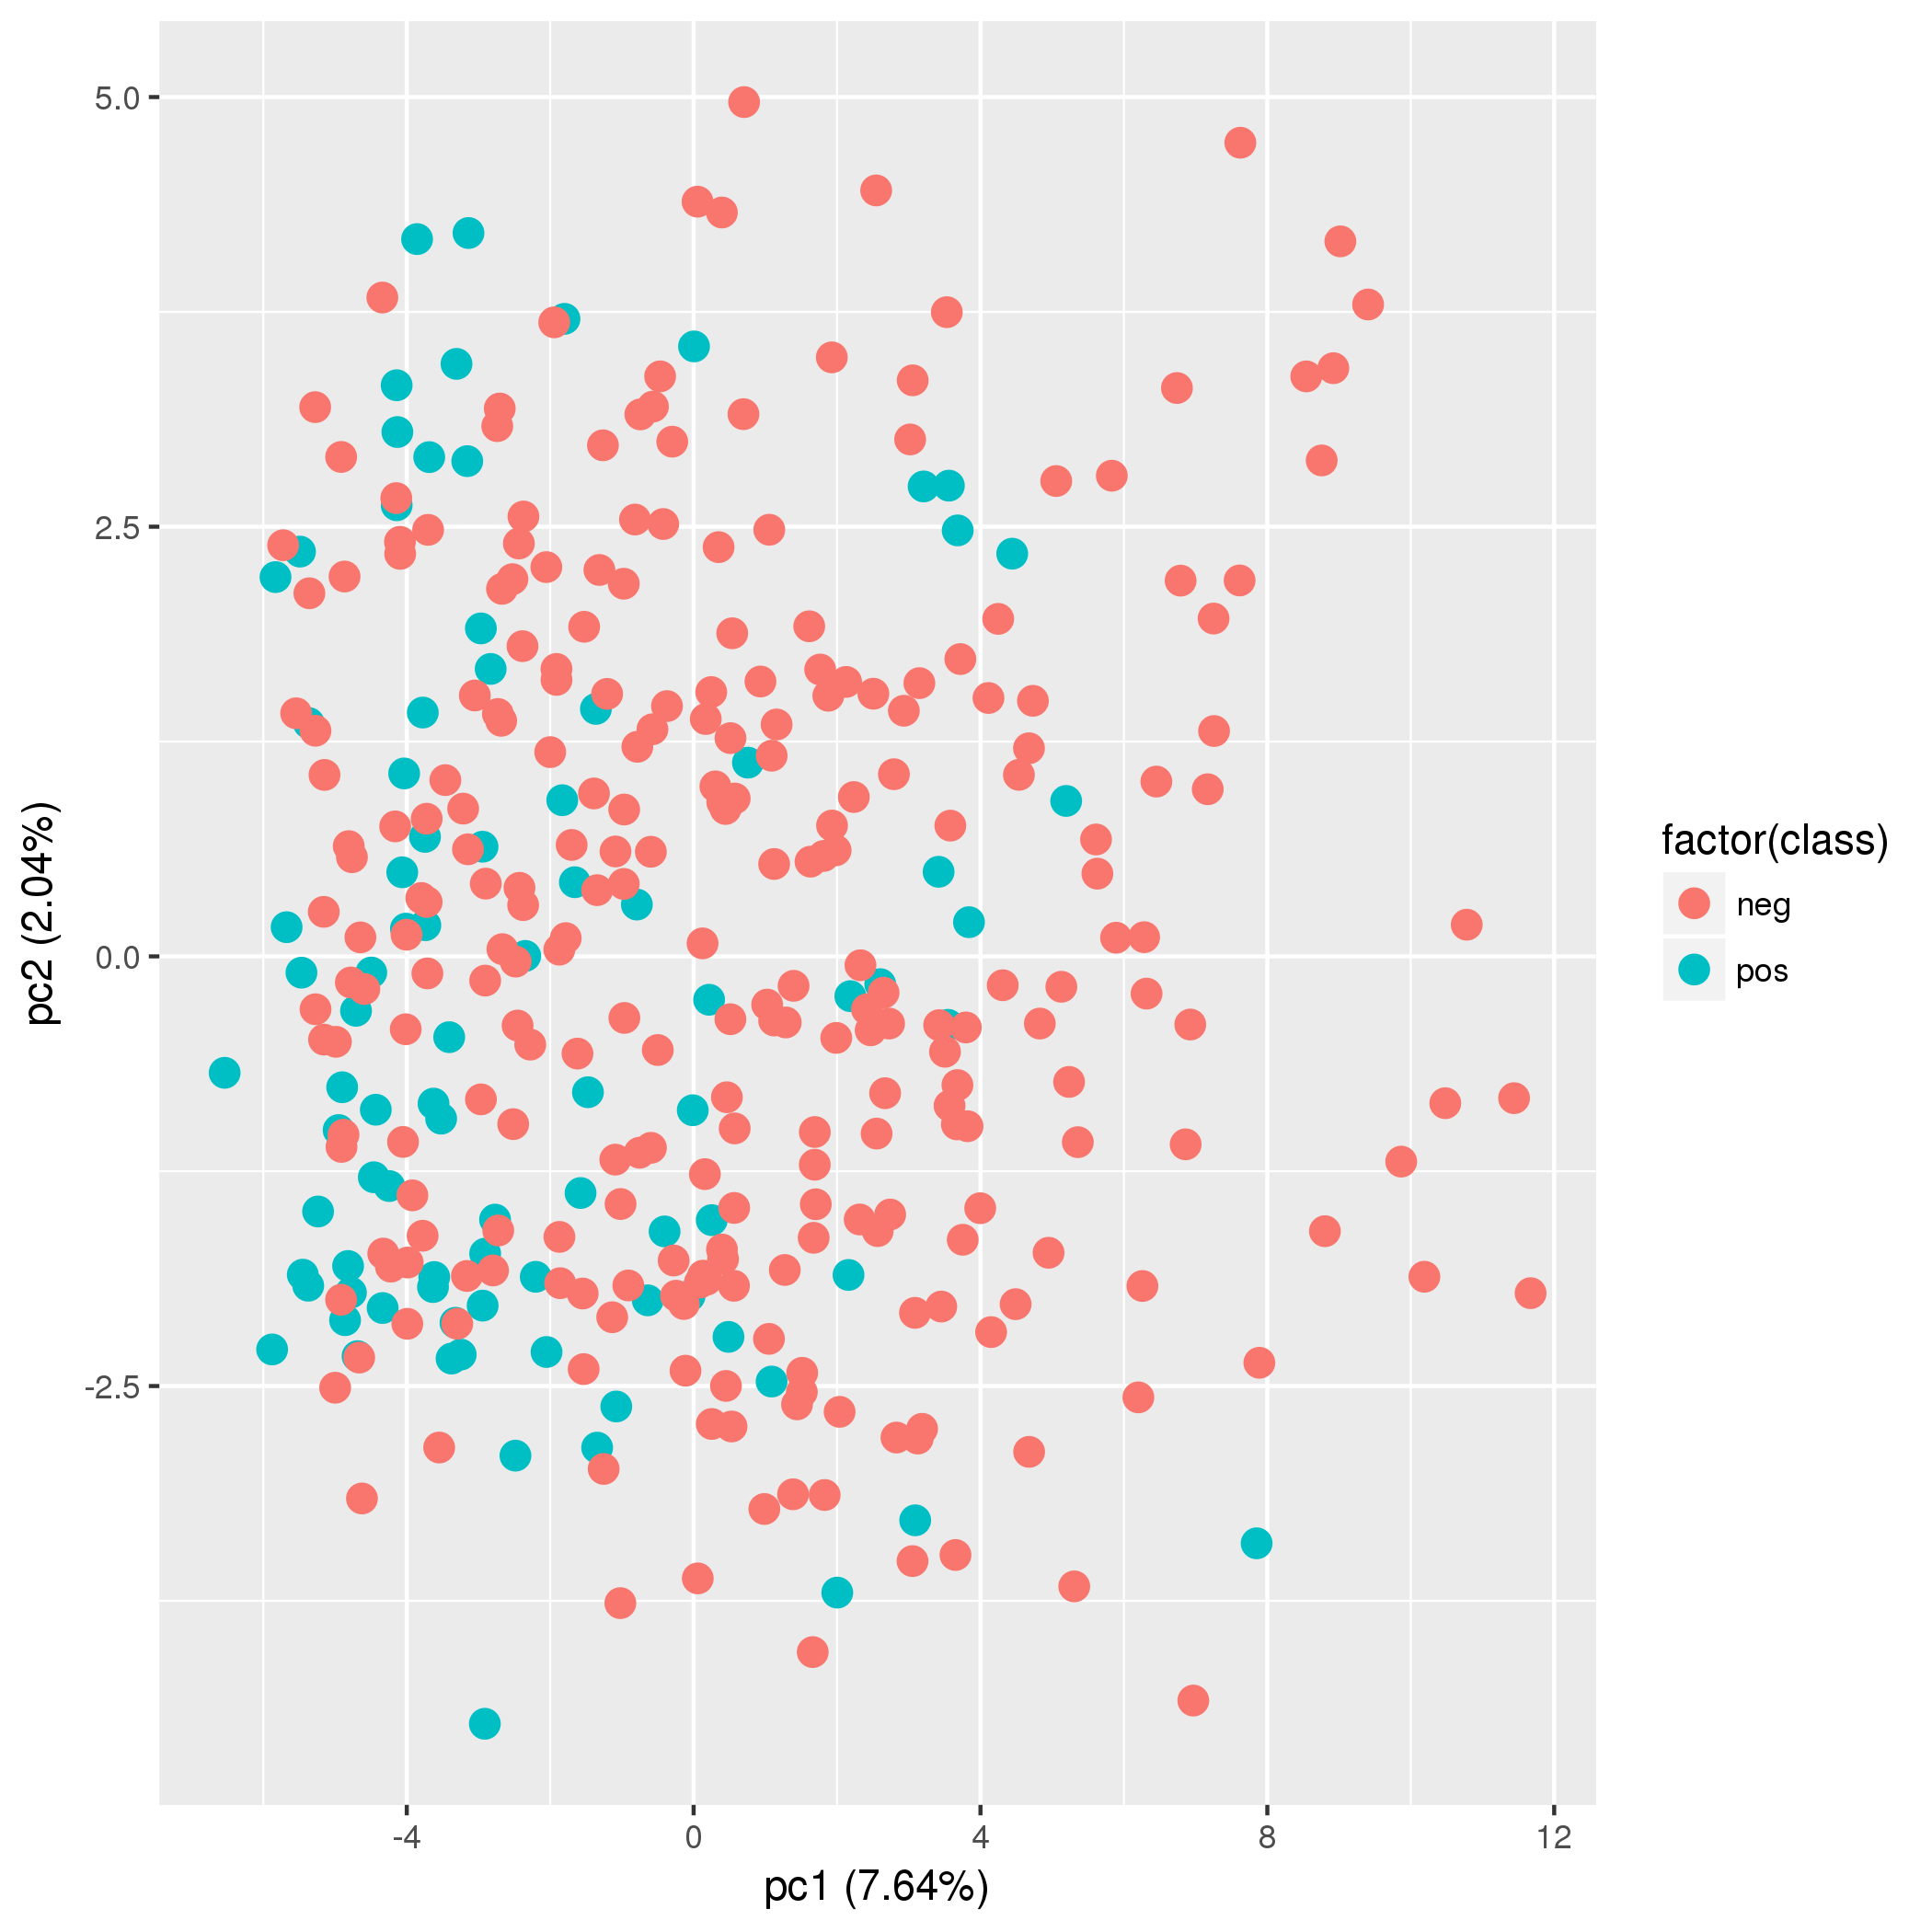 5.0
2.5
0.0
-2.5
pc2 (2.04%)
-4
0
4
8
12
pc1 (7.64%)
factor(class)
neg
pos